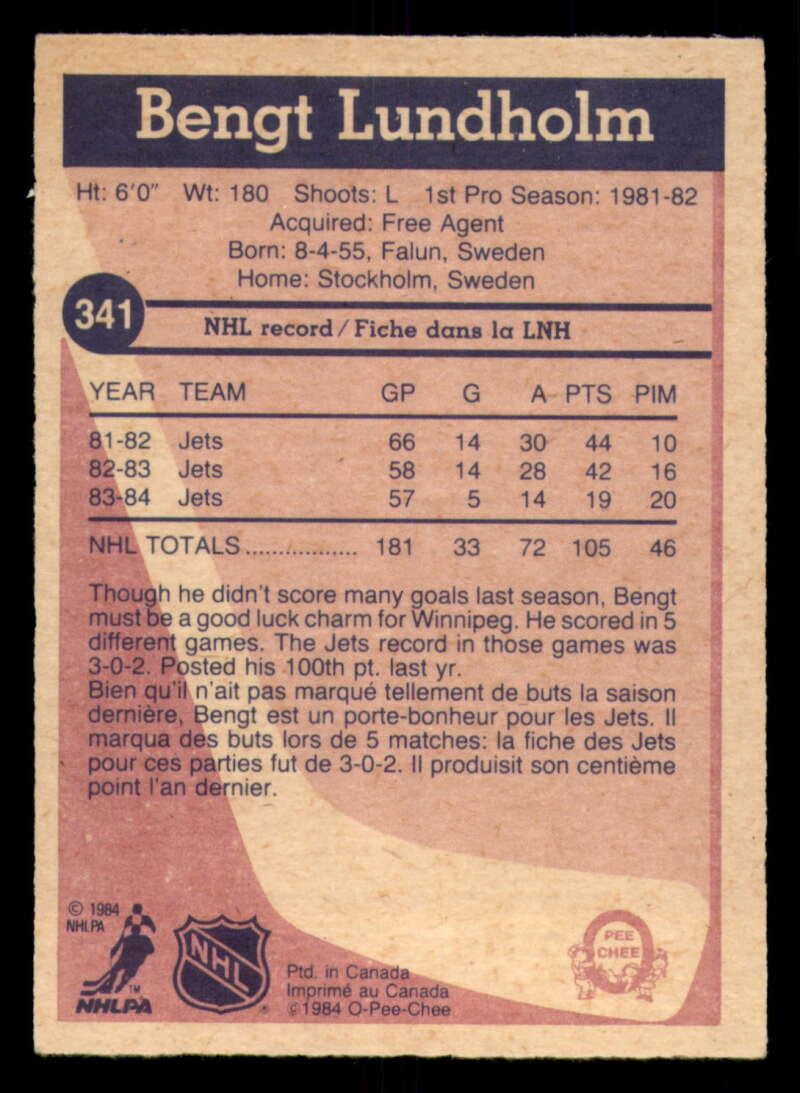 Bengt Lundholm
Ht: 6'0" Wt: 180 Shoots: L 1st Pro Season: 1981-82
Acquired: Free Agent
Born: 8-4-55, Falun, Sweden
Home: Stockholm, Sweden
341
NHL record/Fiche dans la LNH
YEAR TEAM GP G A PTS PIM
81-82 Jets 66 14 30 44 10
82-83 Jets 58 14 28 42 16
83-84 Jets 57 5 14 19 20
NHL TOTALS................. 181 33 72 105 46
Though he didn't score many goals last season, Bengt
must be a good luck charm for Winnipeg. He scored in 5
different games. The Jets record in those games was
3-0-2. Posted his 100th pt. last yr.
Bien qu'il n'ait pas marqué tellement de buts la saison
dernière, Bengt est un porte-bonheur pour les Jets. Il
marqua des buts lors de 5 matches: la fiche des Jets
pour ces parties fut de 3-0-2. Il produisit son centième
point l'an dernier.
© 1984
NHLPA
TM
NHLPA
NHL
®
Ptd. in Canada
Imprimé au Canada
©1984 O-Pee-Chee
PEE
CHEE